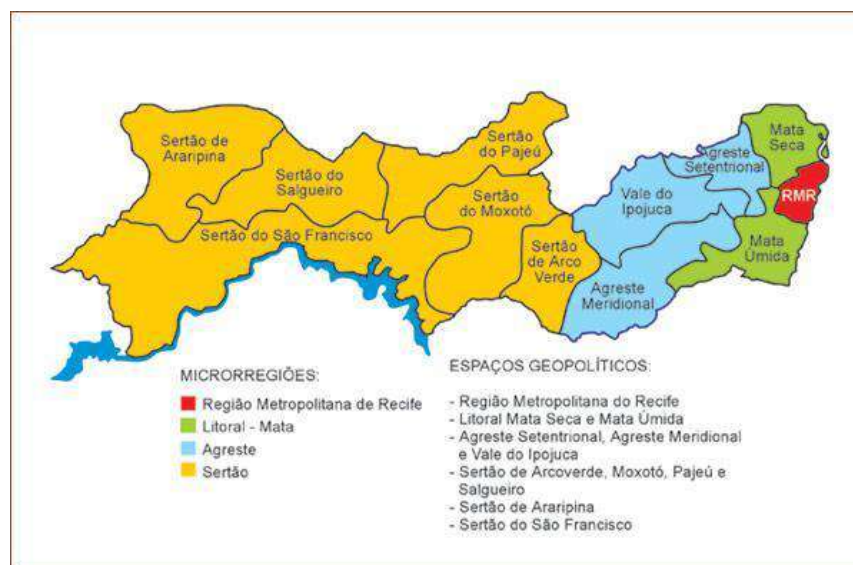 Sertão de
Araripina
Sertão do
Salgueiro
Sertão
do Pajeú
Sertão
do Moxotó
Sertão do São Francisco
Sertão
de Arco
Verde
Vale do
Ipojuca
Agreste
Setentrional
Agreste
Meridional
Mata
Seca
RMR
Mata
Úmida
MICRORREGIÕES:
Região Metropolitana de Recife
Litoral - Mata
Agreste
Sertão
ESPAÇOS GEOPOLÍTICOS:
- Região Metropolitana do Recife
- Litoral Mata Seca e Mata Úmida
- Agreste Setentrional, Agreste Meridional
e Vale do Ipojuca
- Sertão de Arcoverde, Moxotó, Pajeú e
Salgueiro
- Sertão de Araripina
- Sertão do São Francisco